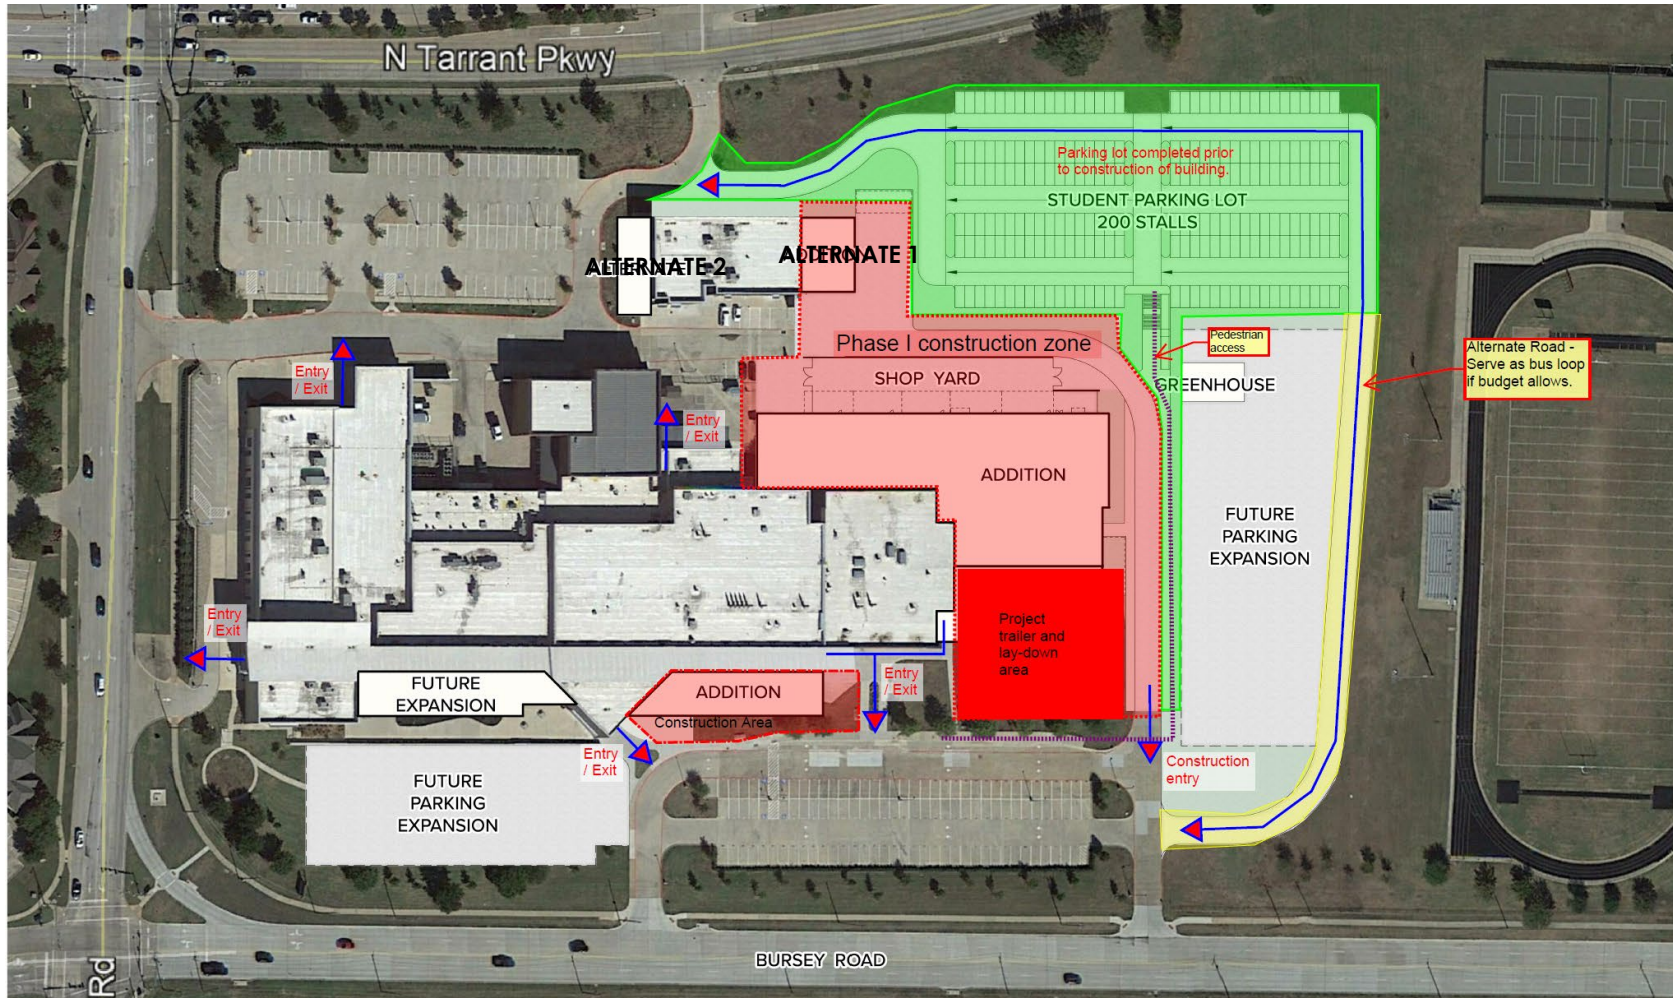 N Tarrant Pkwy
Parking lot completed prior
to construction of building.
STUDENT PARKING LOT
200 STALLS
ALTERNATE 2
ALTERNATE 1
Phase I construction zone
Pedestrian
access
Alternate Road -
Serve as bus loop
if budget allows.
Entry
/ Exit
SHOP YARD
GREENHOUSE
Entry
/ Exit
ADDITION
FUTURE
PARKING
EXPANSION
Entry
/ Exit
Project
trailer and
lay-down
area
FUTURE
EXPANSION
ADDITION
Construction Area
Entry
/ Exit
Entry
/ Exit
Construction
entry
FUTURE
PARKING
EXPANSION
BURSEY ROAD
Rd